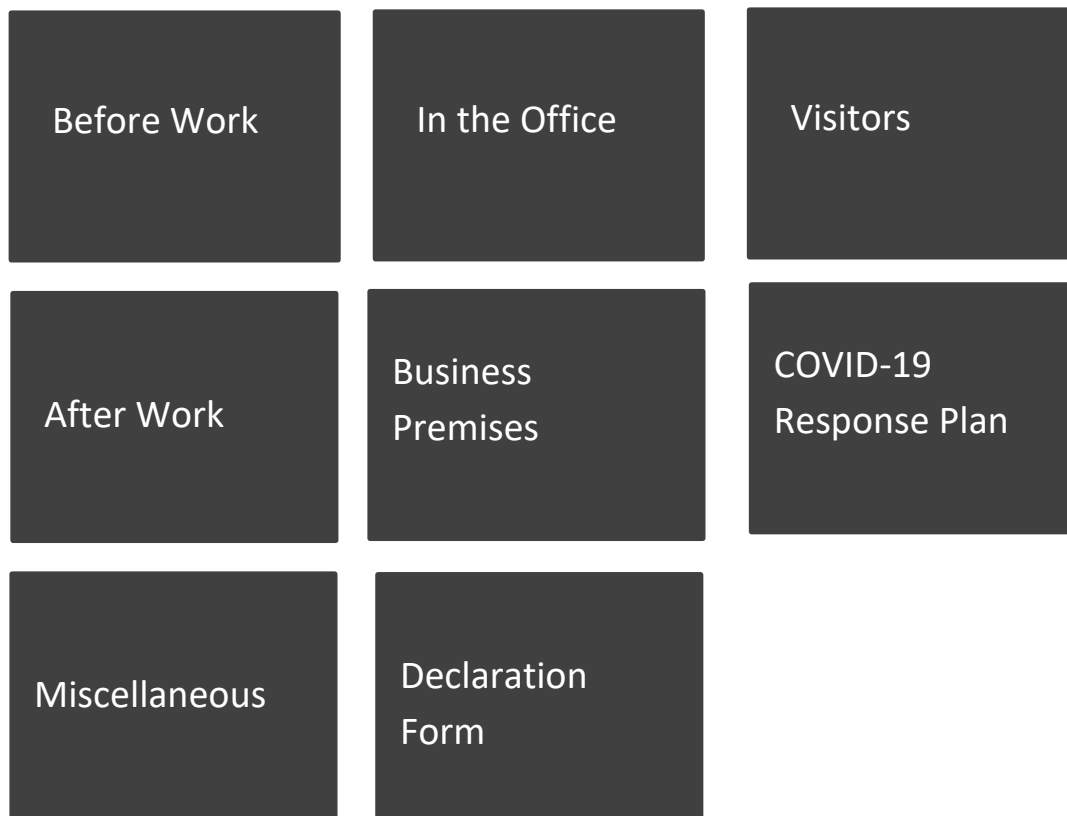 Before Work
In the Office
Visitors
After Work
Business
Premises
COVID-19
Response Plan
Miscellaneous
Declaration
Form